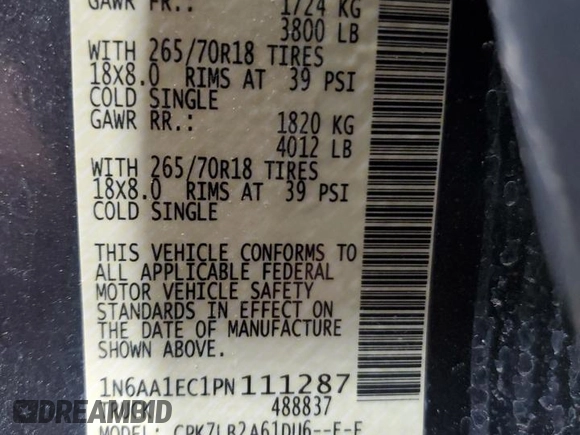 GAWR FR.: 1724 KG
3800 LB
WITH 265/70R18 TIRES
18x8.0 RIMS AT 39 PSI
COLD SINGLE
GAWR RR.: 1820 KG
4012 LB
WITH 265/70R18 TIRES
18x8.0 RIMS AT 39 PSI
COLD SINGLE
THIS VEHICLE CONFORMS TO
ALL APPLICABLE FEDERAL
MOTOR VEHICLE SAFETY
STANDARDS IN EFFECT ON
THE DATE OF MANUFACTURE
SHOWN ABOVE.
1N6AA1EC1PN111287
488837
MODEL: